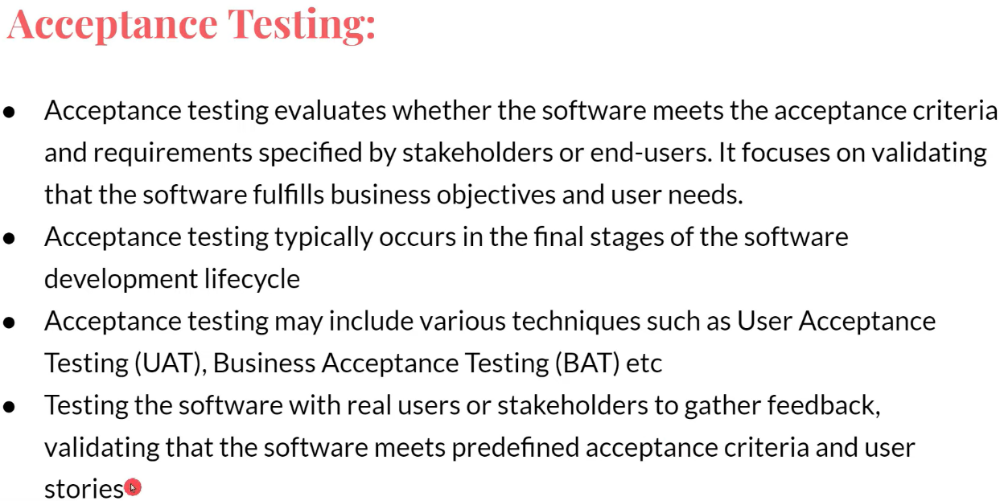 Acceptance Testing:
● Acceptance testing evaluates whether the software meets the acceptance criteria
and requirements specified by stakeholders or end-users. It focuses on validating
that the software fulfills business objectives and user needs.
● Acceptance testing typically occurs in the final stages of the software
development lifecycle
● Acceptance testing may include various techniques such as User Acceptance
Testing (UAT), Business Acceptance Testing (BAT) etc
● Testing the software with real users or stakeholders to gather feedback,
validating that the software meets predefined acceptance criteria and user
stories